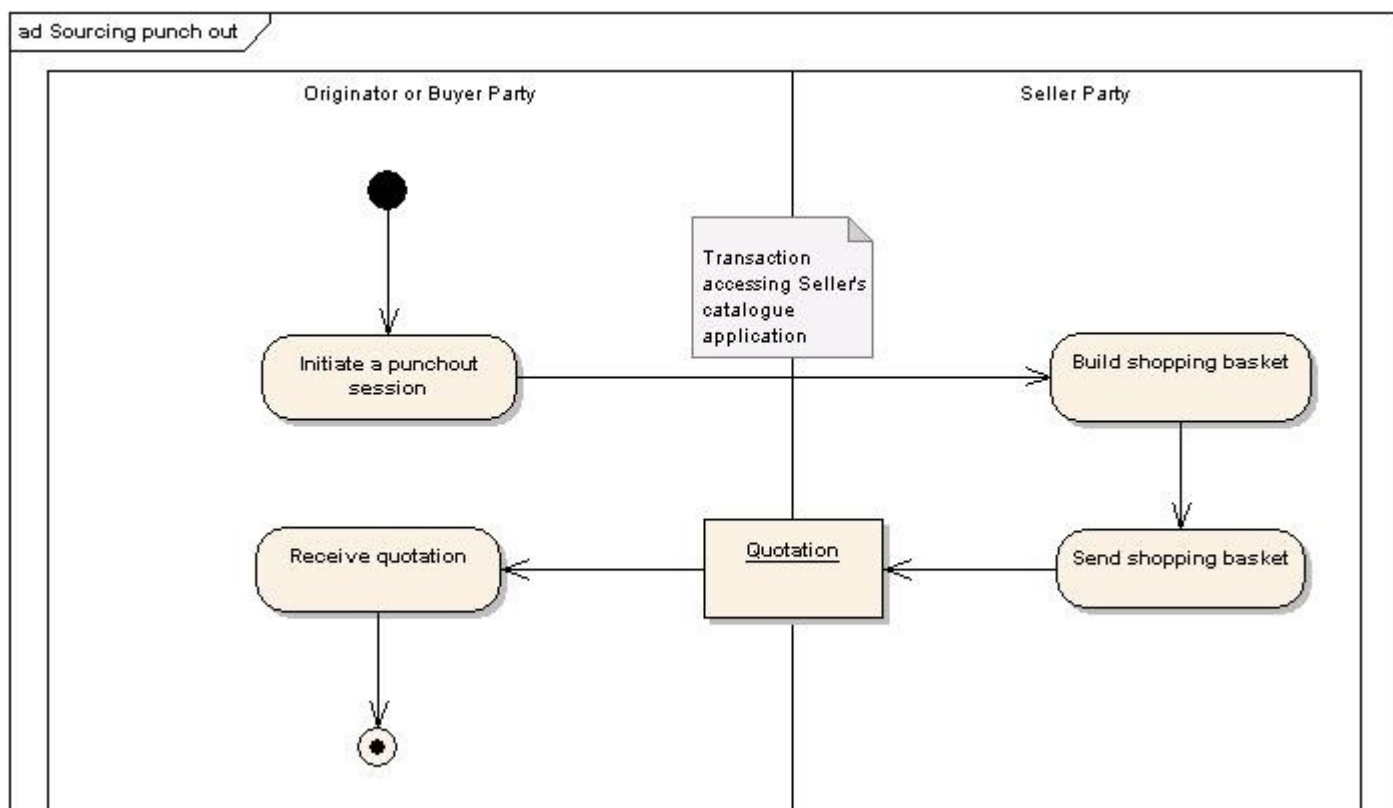 ad Sourcing punch out
Originator or Buyer Party
Seller Party
Transaction
accessing Seller's
catalogue
application
Initiate a punchout
session
Build shopping basket
Receive quotation
Quotation
Send shopping basket